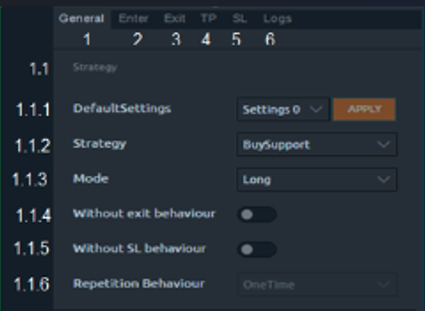 General Enter Exit TP SL Logs
1 2 3 4 5 6
1.1 Strategy
1.1.1 DefaultSettings Settings 0 APPLY
1.1.2 Strategy BuySupport
1.1.3 Mode Long
1.1.4 Without exit behaviour
1.1.5 Without SL behaviour
1.1.6 Repetition Behaviour OneTime